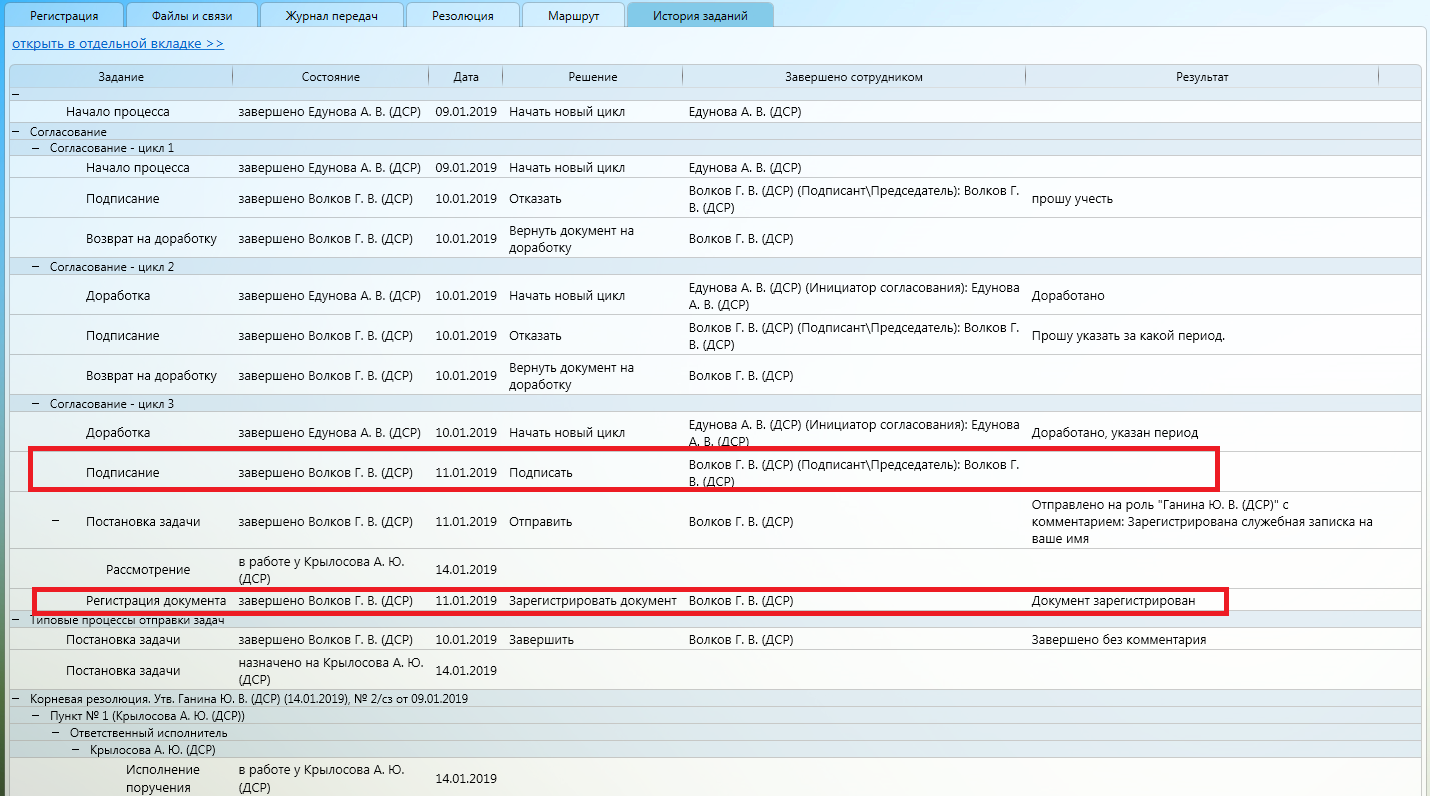 Регистрация Файлы и связи Журнал передач Резолюция Маршрут История заданий
открыть в отдельной вкладке >>
Задание Состояние Дата Решение Завершено сотрудником Результат
Начало процесса завершено Едунова А. В. (ДСР) 09.01.2019 Начать новый цикл Едунова А. В. (ДСР)
Согласование
Согласование - цикл 1
Начало процесса завершено Едунова А. В. (ДСР) 09.01.2019 Начать новый цикл Едунова А. В. (ДСР)
Подписание завершено Волков Г. В. (ДСР) 10.01.2019 Отказать Волков Г. В. (ДСР) (Подписант\Председатель): Волков Г.
В. (ДСР)
прошу учесть
Возврат на доработку завершено Волков Г. В. (ДСР) 10.01.2019 Вернуть документ на
доработку
Волков Г. В. (ДСР)
Согласование - цикл 2
Доработка завершено Едунова А. В. (ДСР) 10.01.2019 Начать новый цикл Едунова А. В. (ДСР) (Инициатор согласования): Едунова
А. В. (ДСР)
Доработано
Подписание завершено Волков Г. В. (ДСР) 10.01.2019 Отказать Волков Г. В. (ДСР) (Подписант\Председатель): Волков Г.
В. (ДСР)
Прошу указать за какой период.
Возврат на доработку завершено Волков Г. В. (ДСР) 10.01.2019 Вернуть документ на
доработку
Волков Г. В. (ДСР)
Согласование - цикл 3
Доработка завершено Едунова А. В. (ДСР) 10.01.2019 Начать новый цикл Едунова А. В. (ДСР) (Инициатор согласования): Едунова
А. В. (ДСР)
Доработано, указан период
Подписание завершено Волков Г. В. (ДСР) 11.01.2019 Подписать Волков Г. В. (ДСР) (Подписант\Председатель): Волков Г.
В. (ДСР)
Постановка задачи завершено Волков Г. В. (ДСР) 11.01.2019 Отправить Волков Г. В. (ДСР)
Отправлено на роль "Ганина Ю. В. (ДСР)" с
комментарием: Зарегистрирована служебная записка на
ваше имя
Рассмотрение в работе у Крылосова А. Ю.
(ДСР)
14.01.2019
Регистрация документа завершено Волков Г. В. (ДСР) 11.01.2019 Зарегистрировать документ Волков Г. В. (ДСР) Документ зарегистрирован
Типовые процессы отправки задач
Постановка задачи завершено Волков Г. В. (ДСР) 10.01.2019 Завершить Волков Г. В. (ДСР) Завершено без комментария
Постановка задачи назначено на Крылосова А. Ю.
(ДСР)
14.01.2019
Корневая резолюция. Утв. Ганина Ю. В. (ДСР) (14.01.2019), № 2/сз от 09.01.2019
Пункт № 1 (Крылосова А. Ю. (ДСР))
Ответственный исполнитель
Крылосова А. Ю. (ДСР)
Исполнение
поручения
в работе у Крылосова А. Ю.
(ДСР)
14.01.2019